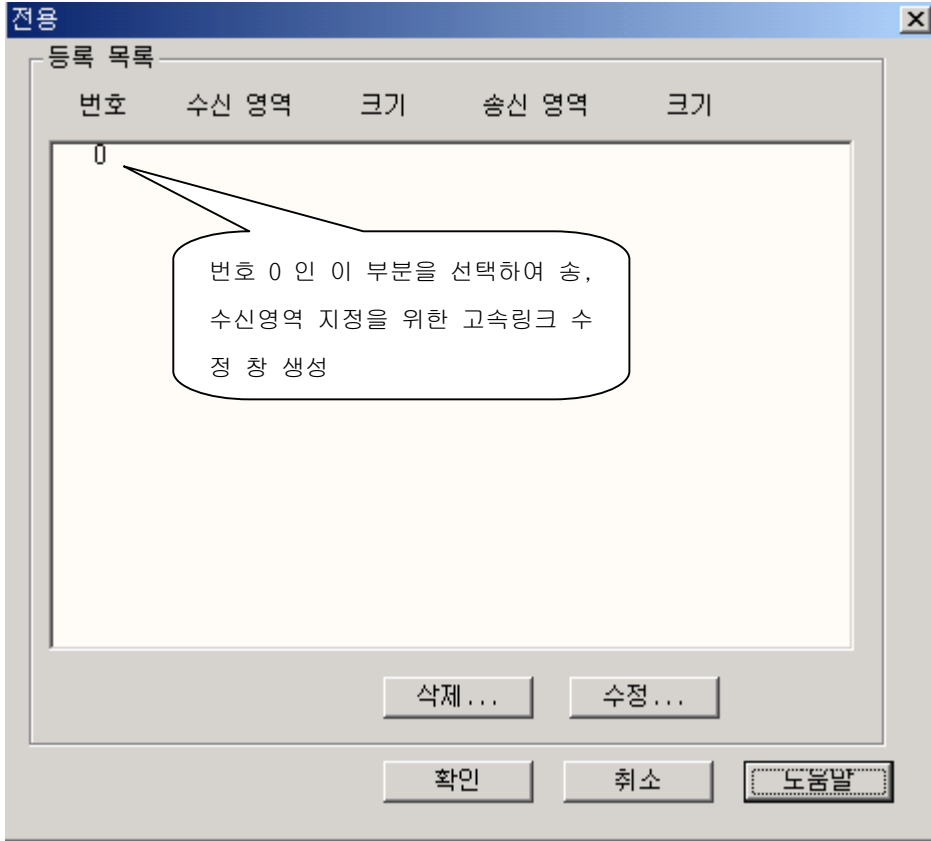 전용
등록 목록
번호 수신 영역 크기 송신 영역 크기
0
번호 0 인 이 부분을 선택하여 송,
수신영역 지정을 위한 고속링크 수
정 창 생성
삭제... 수정...
확인 취소 도움말